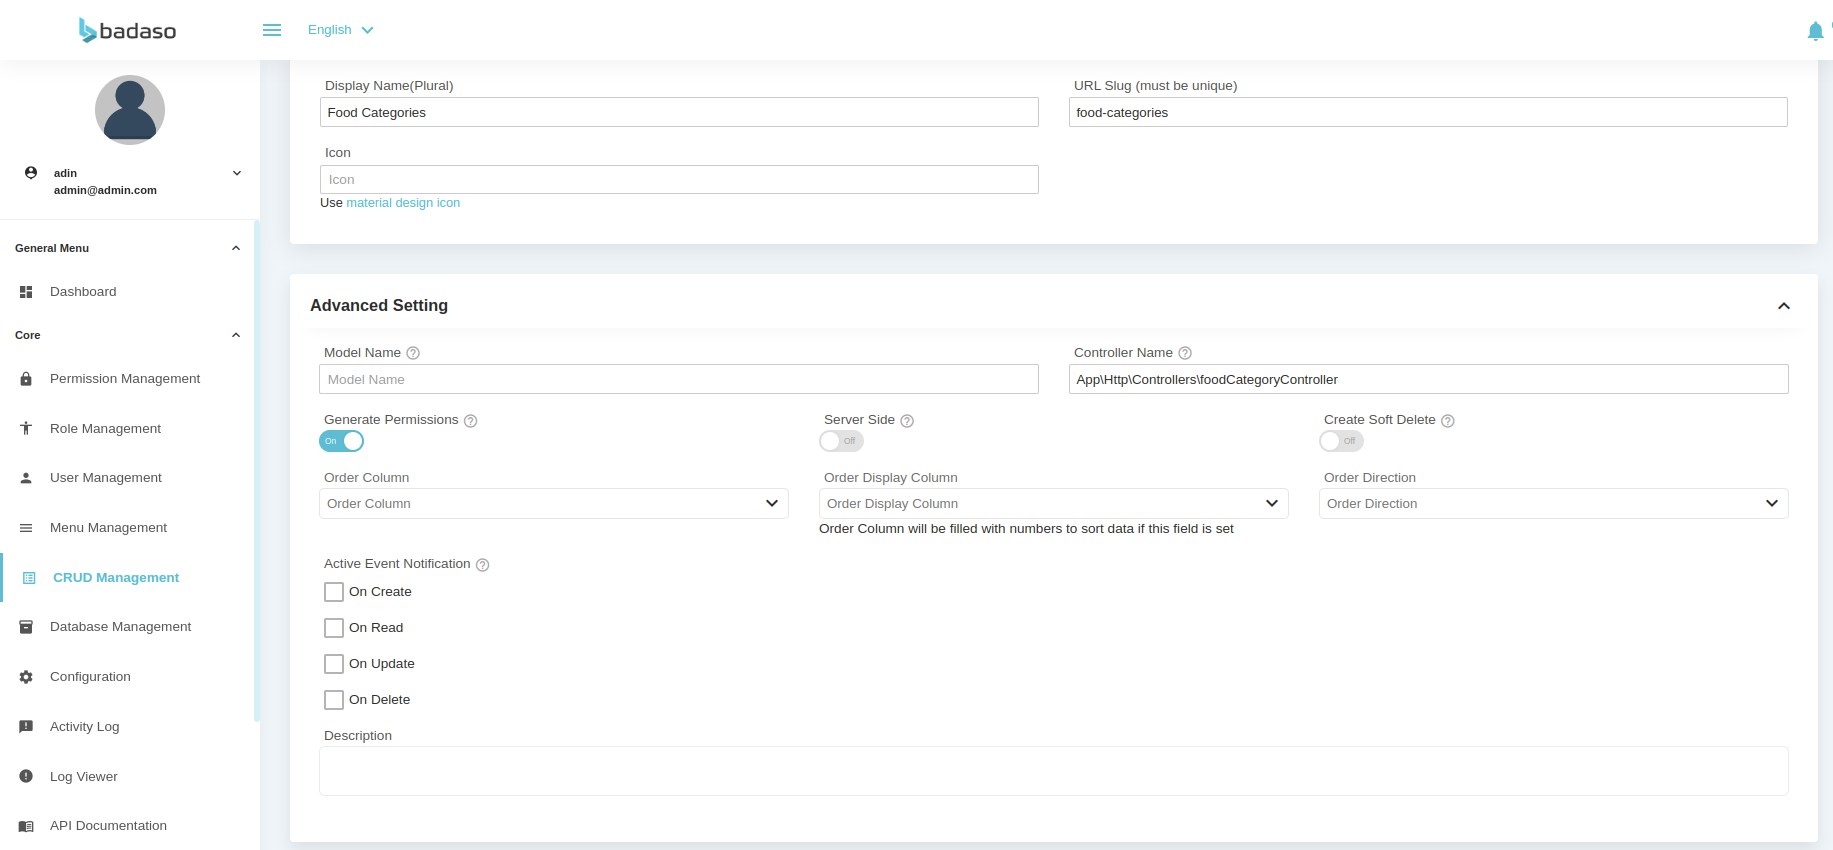 badaso
English
adin
admin@admin.com
General Menu
Dashboard
Core
Permission Management
Role Management
User Management
Menu Management
CRUD Management
Database Management
Configuration
Activity Log
Log Viewer
API Documentation
Display Name(Plural)
URL Slug (must be unique)
Food Categories
food-categories
Icon
Icon
Use material design icon
Advanced Setting
Model Name ?
Controller Name ?
Model Name
App\Http\Controllers\foodCategoryController
Generate Permissions ?
Server Side ?
Create Soft Delete ?
On
Off
Off
Order Column
Order Display Column
Order Direction
Order Column
Order Display Column
Order Direction
Order Column will be filled with numbers to sort data if this field is set
Active Event Notification ?
On Create
On Read
On Update
On Delete
Description